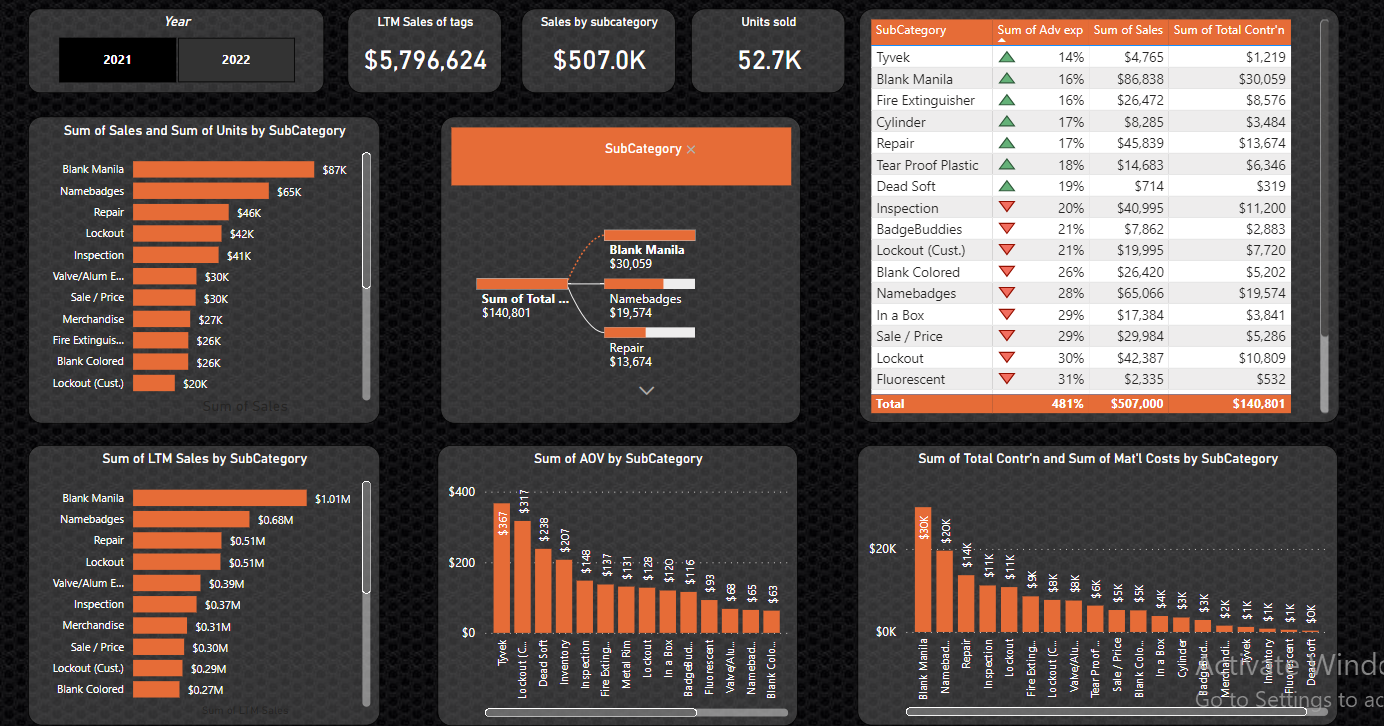 Year
2021
2022
LTM Sales of tags
$5,796,624
Sales by subcategory
$507.0K
Units sold
52.7K
SubCategory Sum of Adv exp Sum of Sales Sum of Total Contr'n
Tyvek 14% $4,765 $1,219
Blank Manila 16% $86,838 $30,059
Fire Extinguisher 16% $26,472 $8,576
Cylinder 17% $8,285 $3,484
Repair 17% $45,839 $13,674
Tear Proof Plastic 18% $14,683 $6,346
Dead Soft 19% $714 $319
Inspection 20% $40,995 $11,200
BadgeBuddies 21% $7,862 $2,883
Lockout (Cust.) 21% $19,995 $7,720
Blank Colored 26% $26,420 $5,202
Namebadges 28% $65,066 $19,574
In a Box 29% $17,384 $3,841
Sale / Price 29% $29,984 $5,286
Lockout 30% $42,387 $10,809
Fluorescent 31% $2,335 $532
Total 481% $507,000 $140,801
Sum of Sales and Sum of Units by SubCategory
Blank Manila $87K
Namebadges $65K
Repair $46K
Lockout $42K
Inspection $41K
Valve/Alum E... $30K
Sale / Price $30K
Merchandise $27K
Fire Extinguis... $26K
Blank Colored $26K
Lockout (Cust.) $20K
Sum of Sales
SubCategory ×
Sum of Total ...
$140,801
Blank Manila
$30,059
Namebadges
$19,574
Repair
$13,674
Sum of LTM Sales by SubCategory
Blank Manila $1.01M
Namebadges $0.68M
Repair $0.51M
Lockout $0.51M
Valve/Alum E... $0.39M
Inspection $0.37M
Merchandise $0.31M
Sale / Price $0.30M
Lockout (Cust.) $0.29M
Blank Colored $0.27M
Sum of LTM Sales
Sum of AOV by SubCategory
$400
$200
$0
$367
$317
$238
$207
$148
$137
$131
$128
$120
$116
$93
$68
$65
$63
Tyvek
Lockout (C...
Dead Soft
Inventory
Inspection
Fire Exting...
Metal Rim
Lockout
In a Box
BadgeBud...
Fluorescent
Valve/Alu...
Namebad...
Blank Colo...
Sum of Total Contr'n and Sum of Mat'l Costs by SubCategory
$20K
$0K
$30K
$20K
$14K
$11K
$11K
$9K
$8K
$8K
$6K
$5K
$5K
$4K
$3K
$3K
$2K
$1K
$1K
$1K
$0K
Blank Manila
Namebad...
Repair
Inspection
Lockout
Fire Exting...
Lockout (C...
Valve/Alu...
Tear Proof ...
Sale / Price
Blank Colo...
In a Box
Cylinder
BadgeBud...
Merchandi...
Tyvek
Inventory
Fluorescent
Dead Soft
Activate Windo
Go to Settings to ac